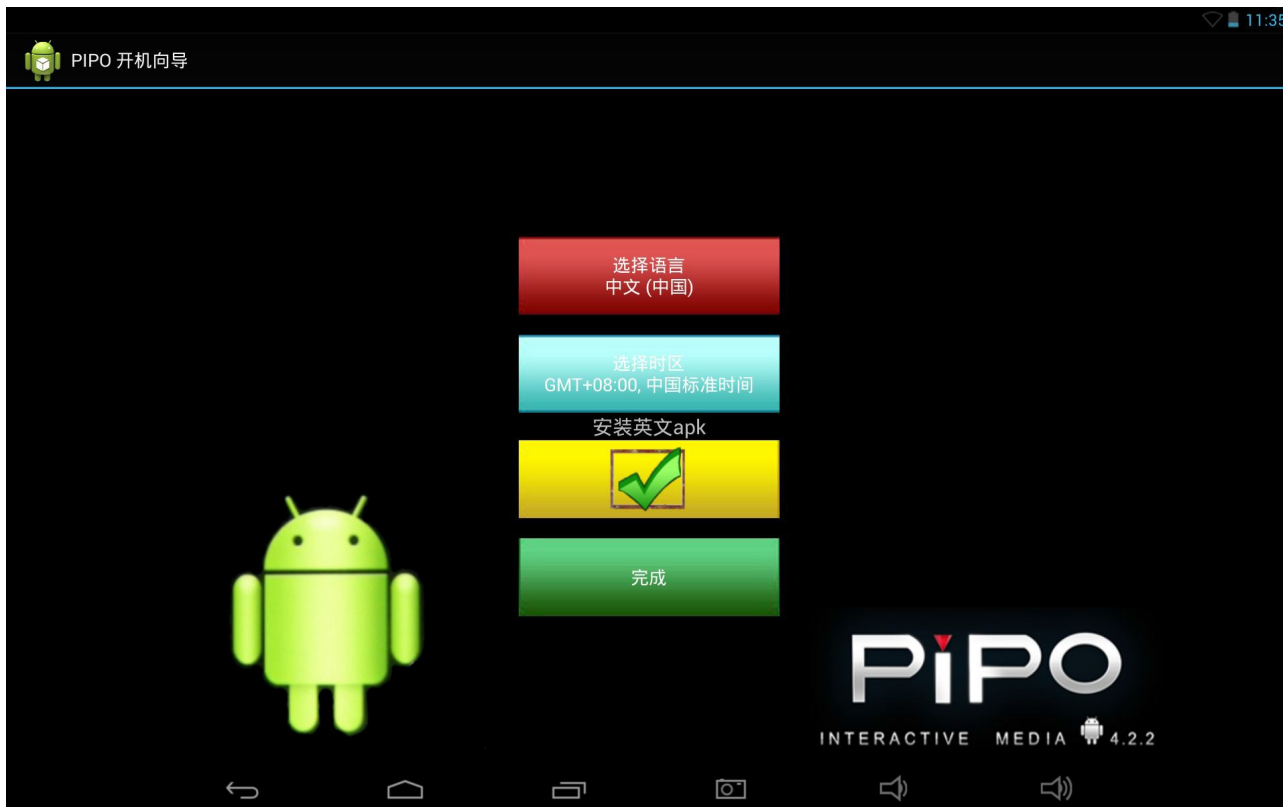 11:35
PIPO 开机向导
选择语言
中文 (中国)
选择时区
GMT+08:00, 中国标准时间
安装英文apk
完成
PiPO
INTERACTIVE MEDIA 4.2.2